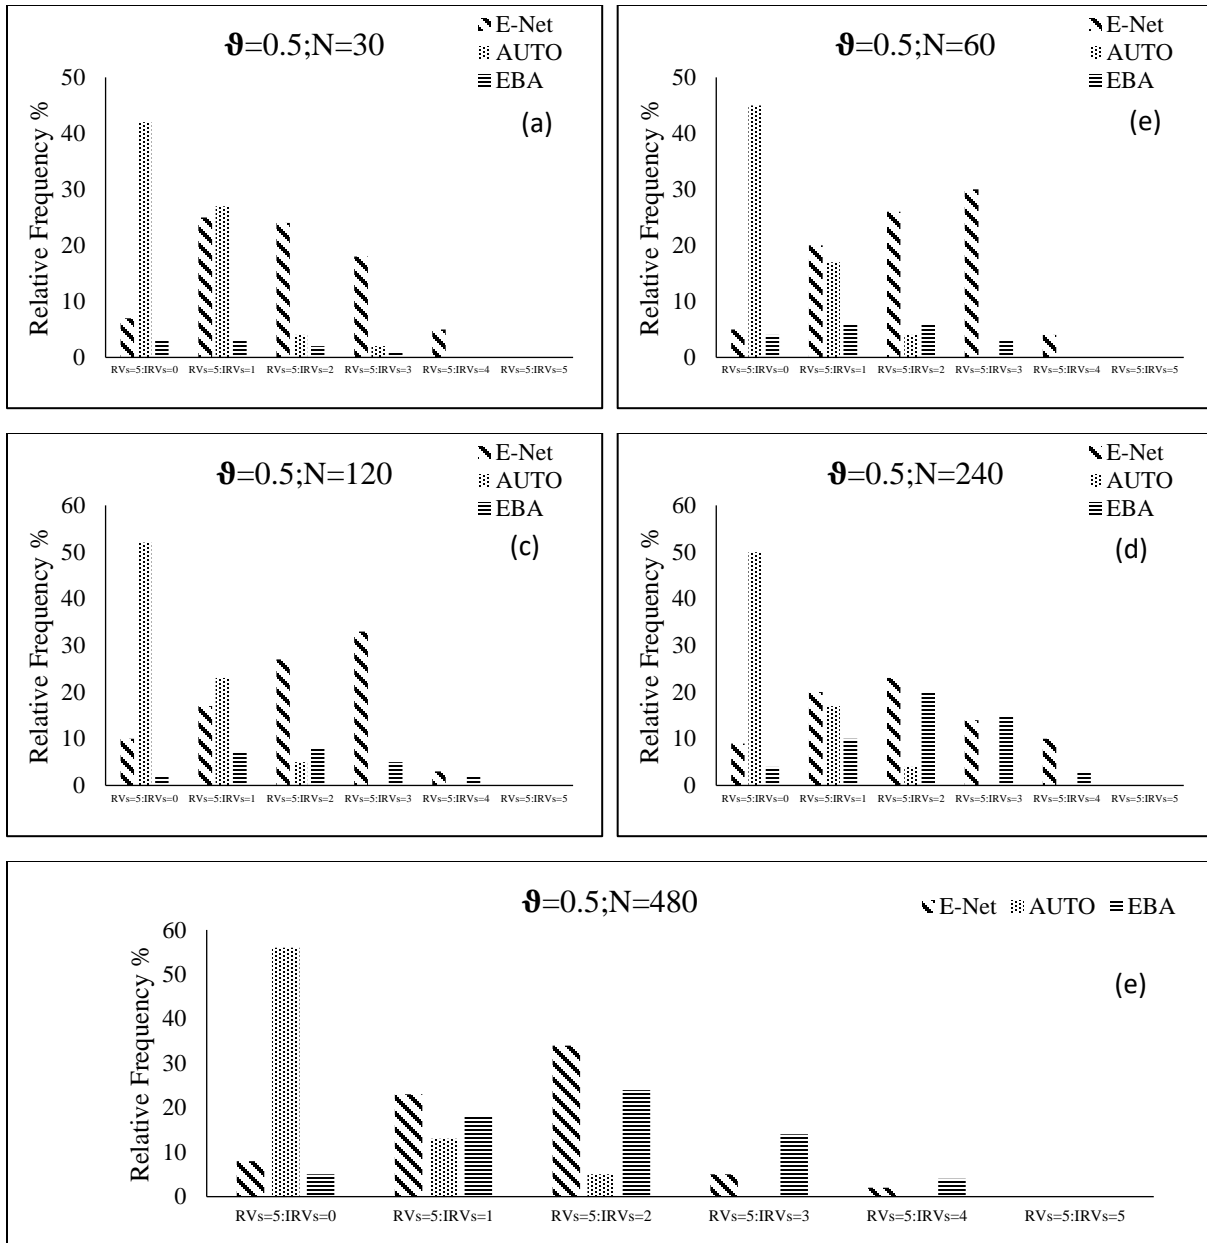 𝛝=0.5;N=30
E-Net
AUTO
EBA
(a)
Relative Frequency %
50
40
30
20
10
0
RVs=5:IRVs=0 RVs=5:IRVs=1 RVs=5:IRVs=2 RVs=5:IRVs=3 RVs=5:IRVs=4 RVs=5:IRVs=5
𝛝=0.5;N=60
E-Net
AUTO
EBA
(e)
Relative Frequency %
50
40
30
20
10
0
RVs=5:IRVs=0 RVs=5:IRVs=1 RVs=5:IRVs=2 RVs=5:IRVs=3 RVs=5:IRVs=4 RVs=5:IRVs=5
𝛝=0.5;N=120
E-Net
AUTO
EBA
(c)
Relative Frequency %
60
50
40
30
20
10
0
RVs=5:IRVs=0 RVs=5:IRVs=1 RVs=5:IRVs=2 RVs=5:IRVs=3 RVs=5:IRVs=4 RVs=5:IRVs=5
𝛝=0.5;N=240
E-Net
AUTO
EBA
(d)
Relative Frequency %
60
50
40
30
20
10
0
RVs=5:IRVs=0 RVs=5:IRVs=1 RVs=5:IRVs=2 RVs=5:IRVs=3 RVs=5:IRVs=4 RVs=5:IRVs=5
𝛝=0.5;N=480
E-Net AUTO EBA
(e)
Relative Frequency %
60
50
40
30
20
10
0
RVs=5:IRVs=0 RVs=5:IRVs=1 RVs=5:IRVs=2 RVs=5:IRVs=3 RVs=5:IRVs=4 RVs=5:IRVs=5